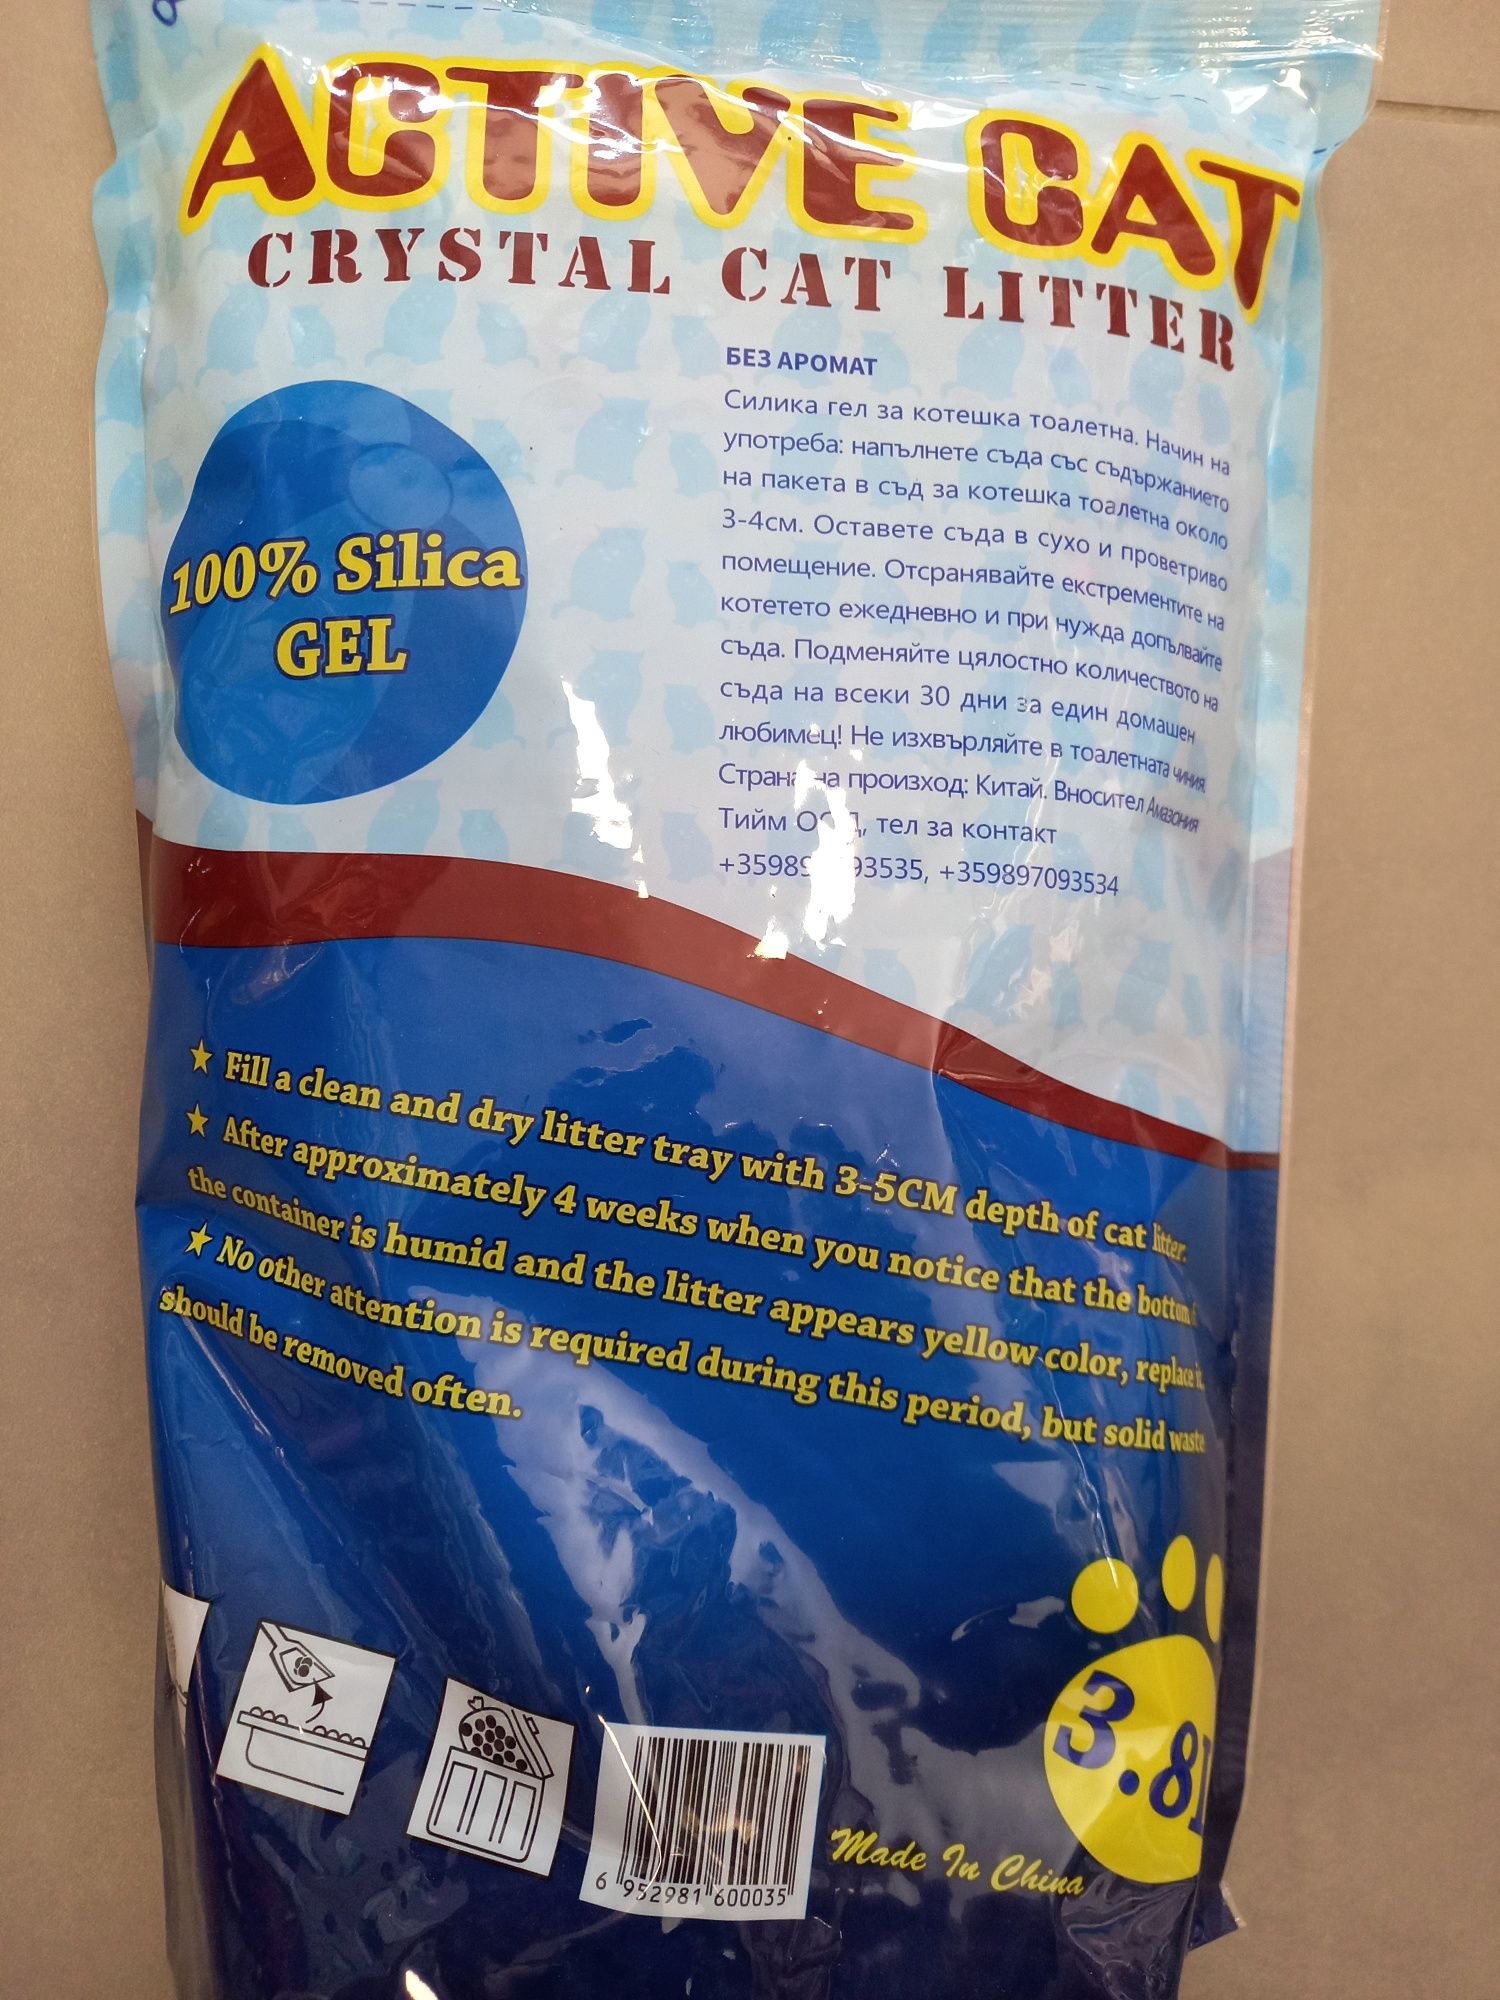 ACTIVE CAT
CRYSTAL CAT LITTER
БЕЗ АРОМАТ
Силика гел за котешка тоалетна. Начин на
употреба: напълнете съда със съдържанието
на пакета в съд за котешка тоалетна около
3-4см. Оставете съда в сухо и проветриво
помещение. Отсранявайте екстрементите на
котетето ежедневно и при нужда допълвайте
съда. Подменяйте цялостно количеството на
съда на всеки 30 дни за един домашен
любимец! Не изхвърляйте в тоалетната чиния.
Страна на произход: Китай. Вносител Амазония
Тийм тел за контакт
+359897093534
100% Silica
GEL
★ Fill a clean and dry litter tray with 3-5CM depth of cat litter.
★ After approximately 4 weeks when you notice that the bottom
the container is humid and the litter appears yellow color, replace it.
★ No other attention is required during this period, but solid waste
should be removed often.
3.8
Made In China
6 952981 600035